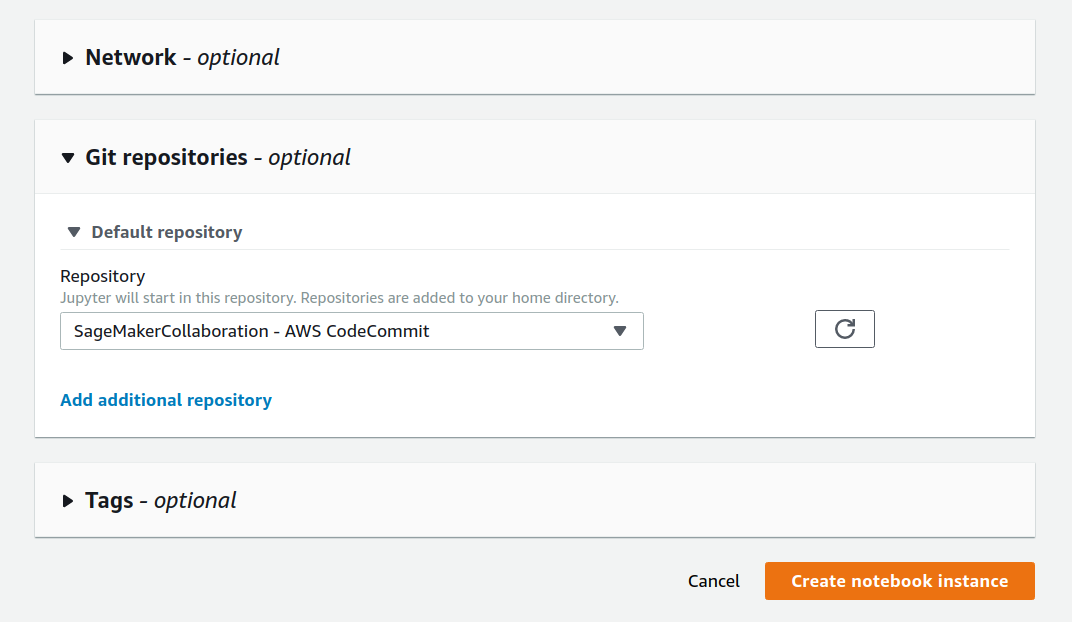 Network - optional
Git repositories - optional
Default repository
Repository
Jupyter will start in this repository. Repositories are added to your home directory.
SageMakerCollaboration - AWS CodeCommit
Add additional repository
Tags - optional
Cancel
Create notebook instance